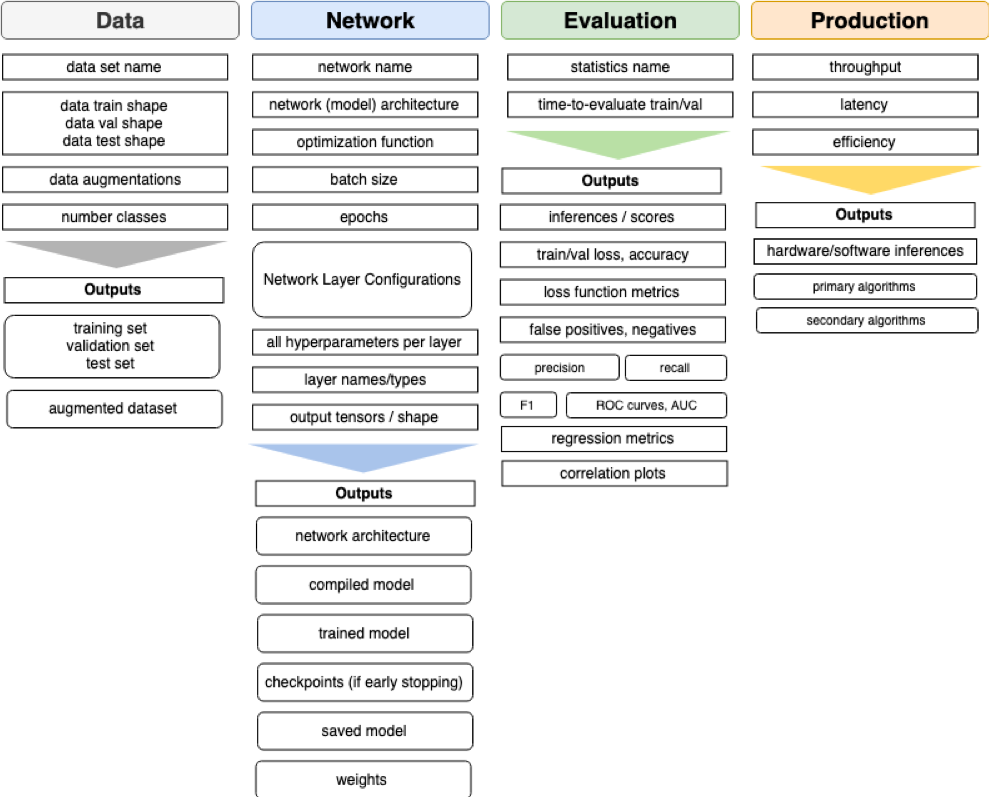 Data
data set name
data train shape
data val shape
data test shape
data augmentations
number classes
Outputs
training set
validation set
test set
augmented dataset
Network
network name
network (model) architecture
optimization function
batch size
epochs
Network Layer Configurations
all hyperparameters per layer
layer names/types
output tensors / shape
Outputs
network architecture
compiled model
trained model
checkpoints (if early stopping)
saved model
weights
Evaluation
statistics name
time-to-evaluate train/val
Outputs
inferences / scores
train/val loss, accuracy
loss function metrics
false positives, negatives
precision
recall
F1
ROC curves, AUC
regression metrics
correlation plots
Production
throughput
latency
efficiency
Outputs
hardware/software inferences
primary algorithms
secondary algorithms